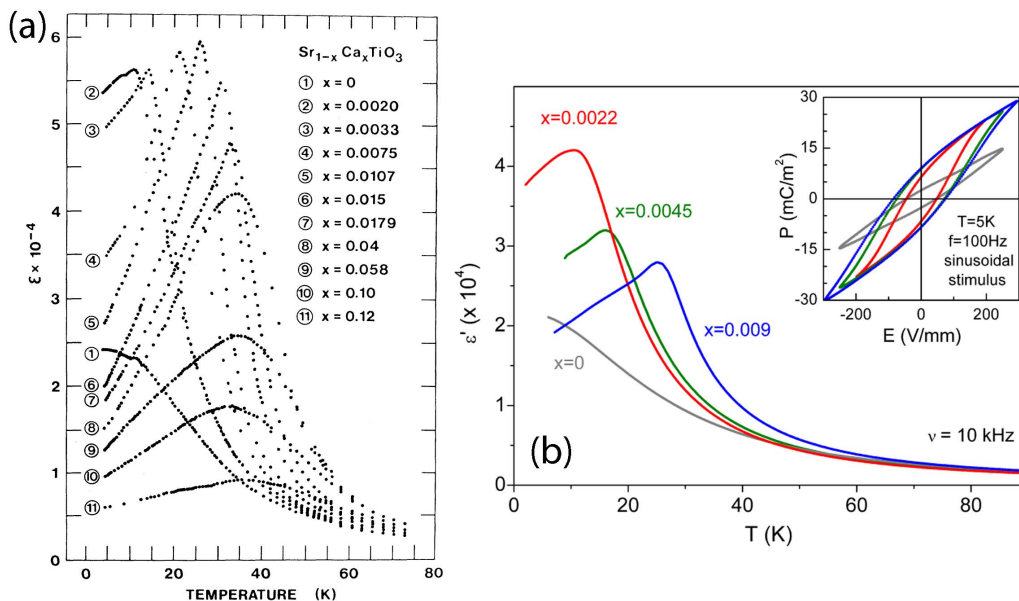 (a)
Sr1-xCaxTiO3
① x = 0
② x = 0.0020
③ x = 0.0033
④ x = 0.0075
⑤ x = 0.0107
⑥ x = 0.015
⑦ x = 0.0179
⑧ x = 0.04
⑨ x = 0.058
⑩ x = 0.10
⑪ x = 0.12
6
5
4
3
2
1
0
ε × 10⁻⁴
②
③
④
⑤
①
⑥
⑦
⑧
⑨
⑩
⑪
0 20 40 60 80
TEMPERATURE (K)
(b)
x=0.0022
x=0.0045
x=0.009
x=0
ν = 10 kHz
5
4
3
2
1
0
ε' (x 10⁴)
0 20 40 60 80
T (K)
30
15
0
-15
-30
P (mC/m²)
T=5K
f=100Hz
sinusoidal
stimulus
-200 0 200
E (V/mm)